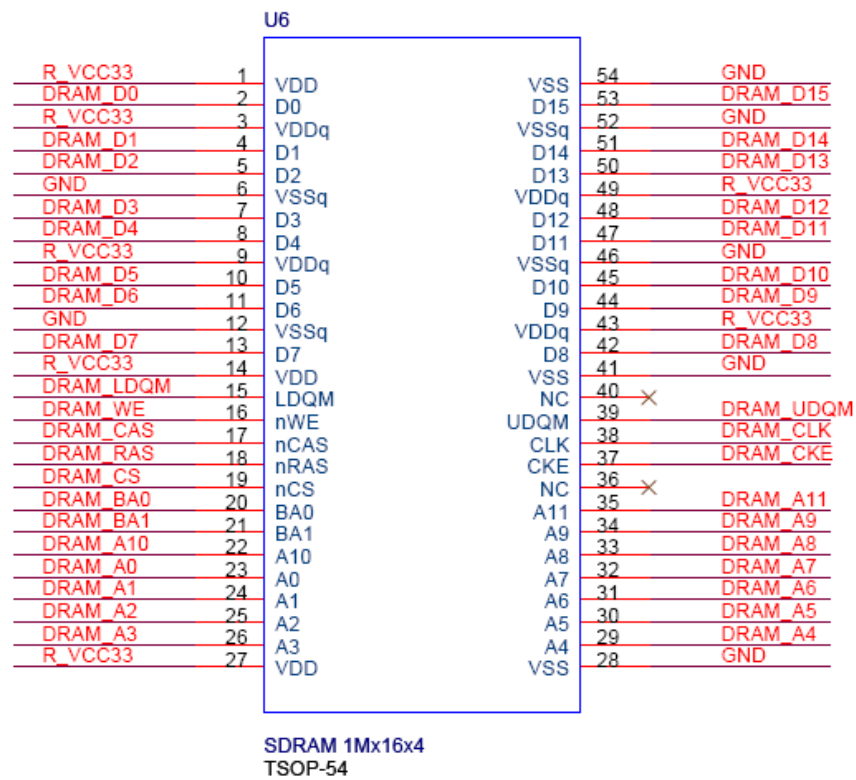 U6
R_VCC33 1 VDD VSS 54 GND
DRAM_D0 2 D0 D15 53 DRAM_D15
R_VCC33 3 VDDq VSSq 52 GND
DRAM_D1 4 D1 D14 51 DRAM_D14
DRAM_D2 5 D2 D13 50 DRAM_D13
GND 6 VSSq VDDq 49 R_VCC33
DRAM_D3 7 D3 D12 48 DRAM_D12
DRAM_D4 8 D4 D11 47 DRAM_D11
R_VCC33 9 VDDq VSSq 46 GND
DRAM_D5 10 D5 D10 45 DRAM_D10
DRAM_D6 11 D6 D9 44 DRAM_D9
GND 12 VSSq VDDq 43 R_VCC33
DRAM_D7 13 D7 D8 42 DRAM_D8
R_VCC33 14 VDD VSS 41 GND
DRAM_LDQM 15 LDQM NC 40
DRAM_WE 16 nWE UDQM 39 DRAM_UDQM
DRAM_CAS 17 nCAS CLK 38 DRAM_CLK
DRAM_RAS 18 nRAS CKE 37 DRAM_CKE
DRAM_CS 19 nCS NC 36
DRAM_BA0 20 BA0 A11 35 DRAM_A11
DRAM_BA1 21 BA1 A9 34 DRAM_A9
DRAM_A10 22 A10 A8 33 DRAM_A8
DRAM_A0 23 A0 A7 32 DRAM_A7
DRAM_A1 24 A1 A6 31 DRAM_A6
DRAM_A2 25 A2 A5 30 DRAM_A5
DRAM_A3 26 A3 A4 29 DRAM_A4
R_VCC33 27 VDD VSS 28 GND
SDRAM 1Mx16x4
TSOP-54